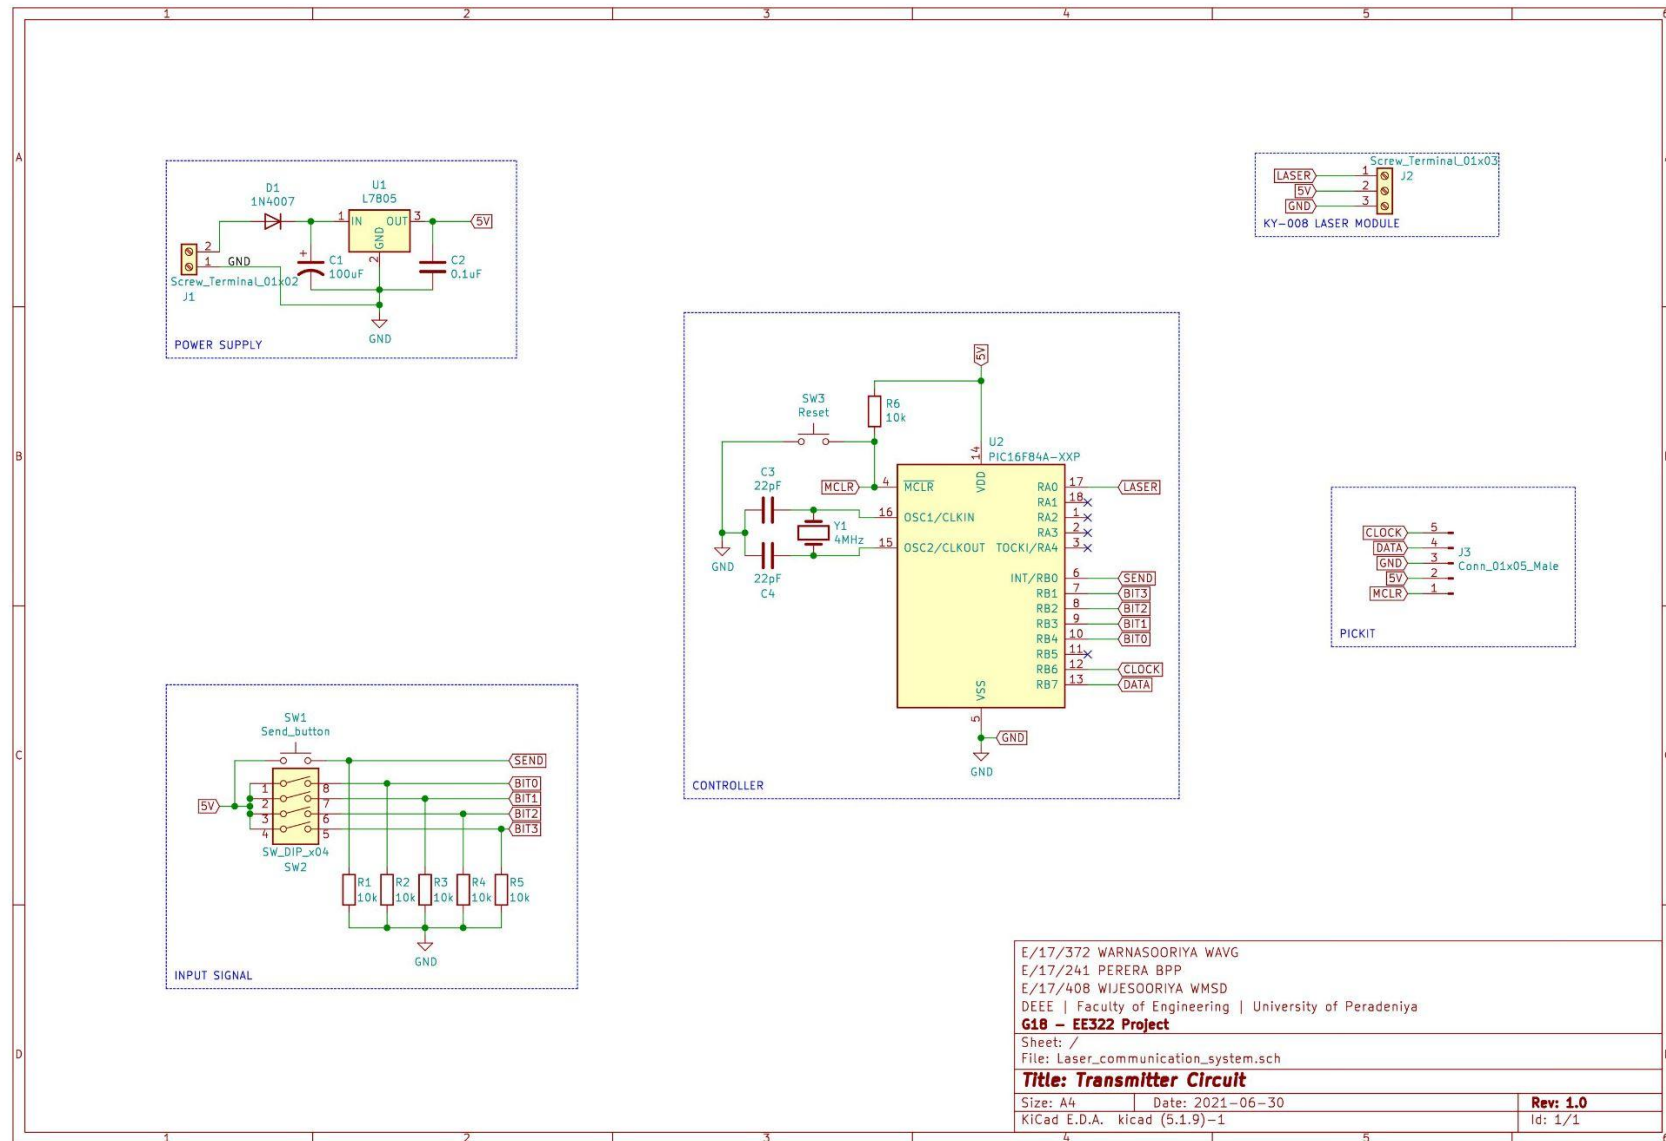 1 2 3 4 5
A
B
C
D
D1
1N4007
U1
L7805
1 IN OUT 3
GND
2
5V
2
1 GND
Screw_Terminal_01x02
J1
+
C1
100uF
C2
0.1uF
GND
POWER SUPPLY
Screw_Terminal_01x03
J2
LASER 1
5V 2
GND 3
KY-008 LASER MODULE
5V
SW3
Reset
R6
10k
U2
PIC16F84A-XXP
14
VDD
C3
22pF
MCLR 4 MCLR
16 OSC1/CLKIN
15 OSC2/CLKOUT
Y1
4MHz
22pF
C4
GND
RA0 17 LASER
RA1 18
RA2 1
RA3 2
TOCKI/RA4 3
INT/RB0 6 SEND
RB1 7 BIT3
RB2 8 BIT2
RB3 9 BIT1
RB4 10 BIT0
RB5 11
RB6 12 CLOCK
RB7 13 DATA
VSS
5
GND
GND
CONTROLLER
CLOCK 5
DATA 4
GND 3
5V 2
MCLR 1
J3
Conn_01x05_Male
PICKIT
SW1
Send_button
SEND
1 8 BIT0
5V 2 7 BIT1
3 6 BIT2
4 5 BIT3
SW_DIP_x04
SW2
R1 R2 R3 R4 R5
10k 10k 10k 10k 10k
GND
INPUT SIGNAL
E/17/372 WARNASOORIYA WAVG
E/17/241 PERERA BPP
E/17/408 WIJESOORIYA WMSD
DEEE | Faculty of Engineering | University of Peradeniya
G18 - EE322 Project
Sheet: /
File: Laser_communication_system.sch
Title: Transmitter Circuit
Size: A4 Date: 2021-06-30 Rev: 1.0
KiCad E.D.A. kicad (5.1.9)-1 Id: 1/1
1 2 3 4 5